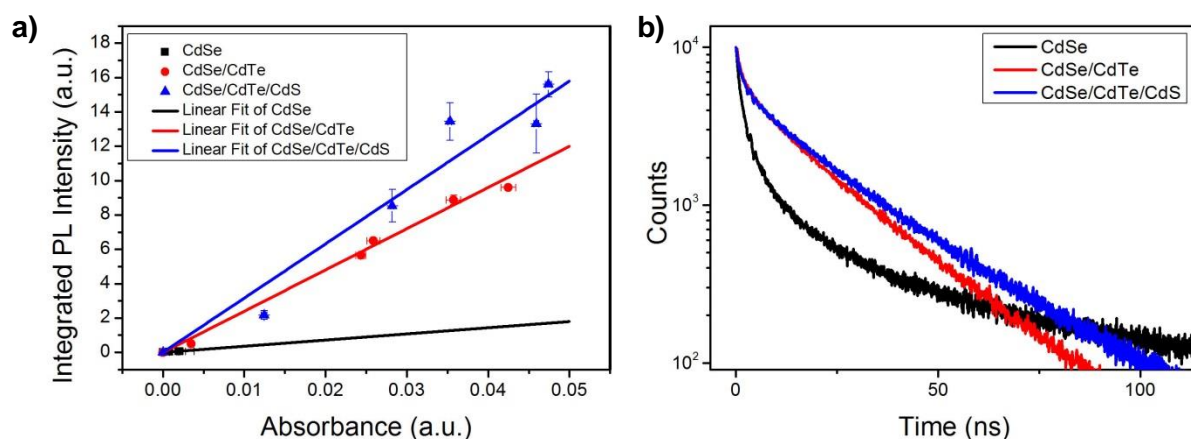 a)
CdSe
CdSe/CdTe
CdSe/CdTe/CdS
Linear Fit of CdSe
Linear Fit of CdSe/CdTe
Linear Fit of CdSe/CdTe/CdS
Integrated PL Intensity (a.u.)
18
16
14
12
10
8
6
4
2
0
0.00 0.01 0.02 0.03 0.04 0.05
Absorbance (a.u.)
b)
CdSe
CdSe/CdTe
CdSe/CdTe/CdS
Counts
10⁴
10³
10²
0 50 100
Time (ns)